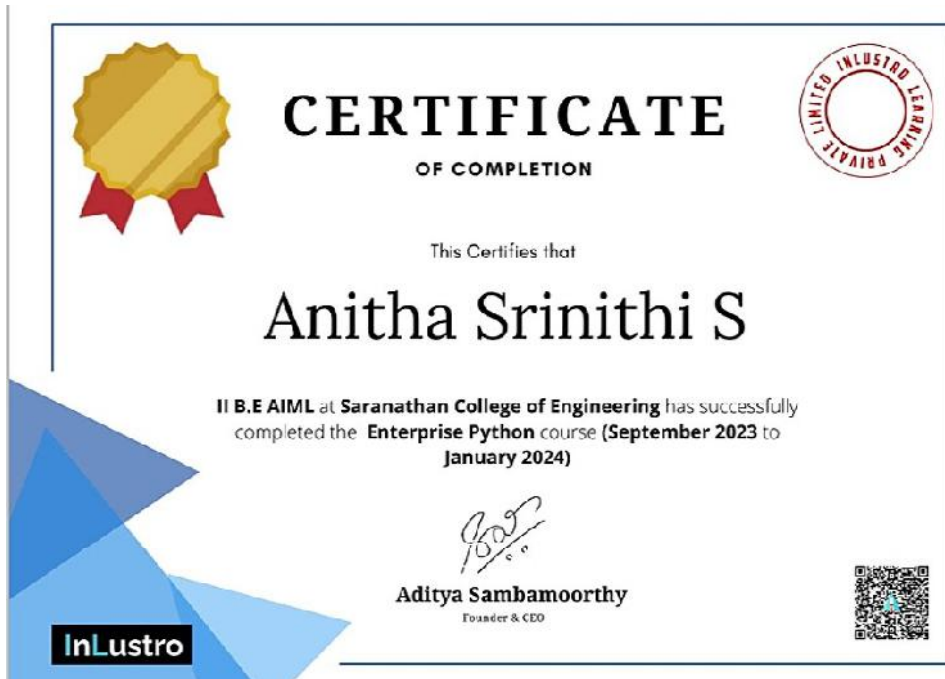 CERTIFICATE
INLUSTRO LEARNING PRIVATE LIMITED
OF COMPLETION
This Certifies that
Anitha Srinithi S
II B.E AIML at Saranathan College of Engineering has successfully
completed the Enterprise Python course (September 2023 to
January 2024)
Aditya Sambamoorthy
Founder & CEO
InLustro